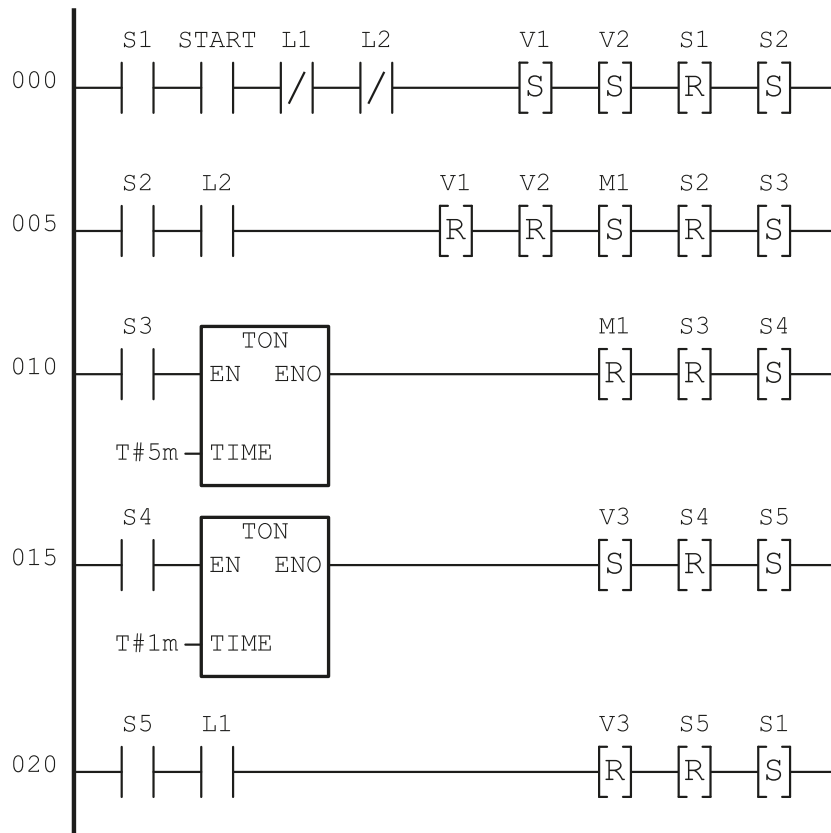 S1 START L1 L2 V1 V2 S1 S2
000 S S R S
S2 L2 V1 V2 M1 S2 S3
005 R R S R S
S3 M1 S3 S4
TON
010 EN ENO R R S
T#5m TIME
S4 V3 S4 S5
TON
015 EN ENO S R S
T#1m TIME
S5 L1 V3 S5 S1
020 R R S